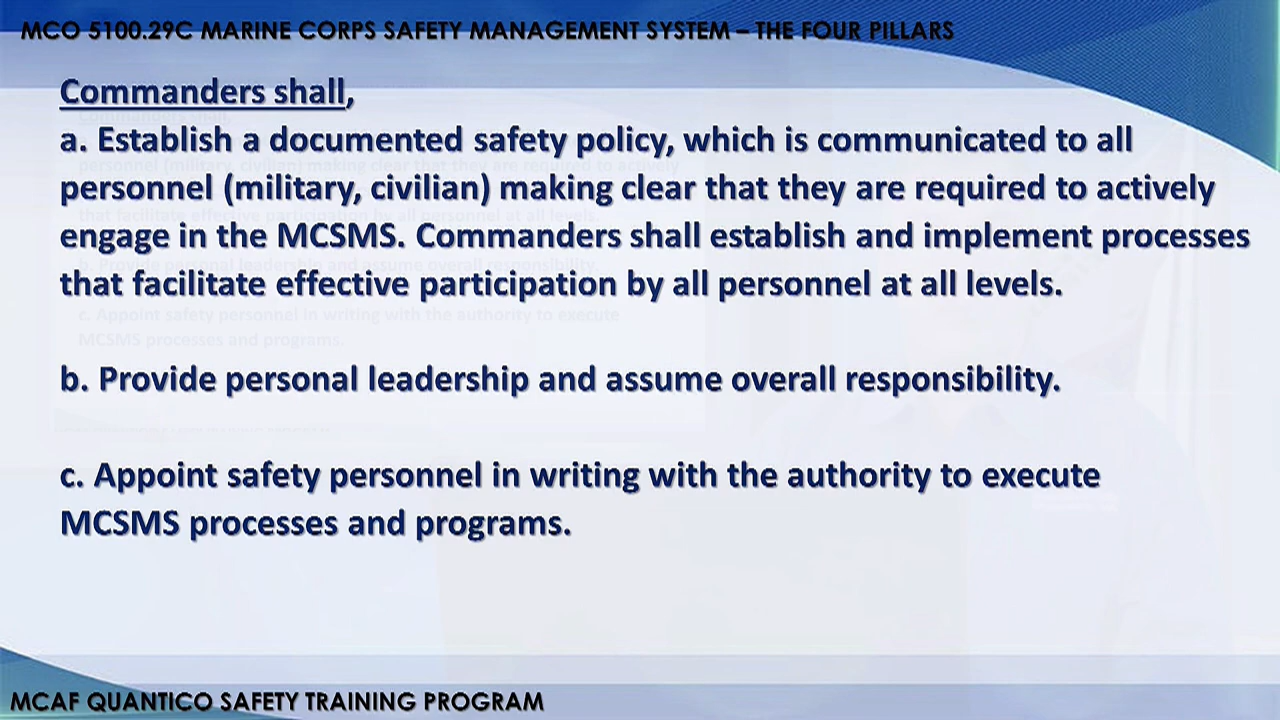 MCO 5100.29C MARINE CORPS SAFETY MANAGEMENT SYSTEM – THE FOUR PILLARS
Commanders shall,
a. Establish a documented safety policy, which is communicated to all
personnel (military, civilian) making clear that they are required to actively
engage in the MCSMS. Commanders shall establish and implement processes
that facilitate effective participation by all personnel at all levels.
b. Provide personal leadership and assume overall responsibility.
c. Appoint safety personnel in writing with the authority to execute
MCSMS processes and programs.
MCAF QUANTICO SAFETY TRAINING PROGRAM